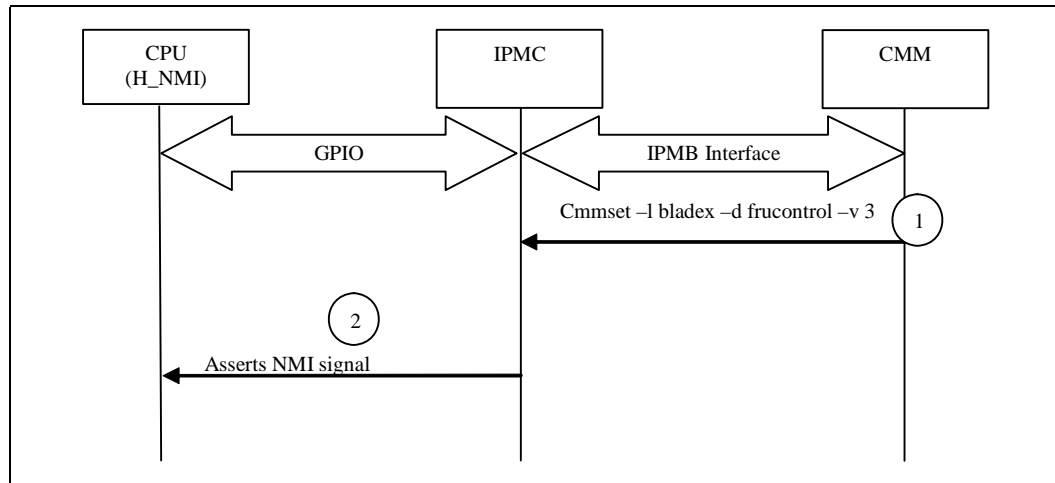 CPU
(H_NMI)
IPMC
CMM
GPIO
IPMB Interface
Cmmset –l bladex –d frucontrol –v 3
1
2
Asserts NMI signal